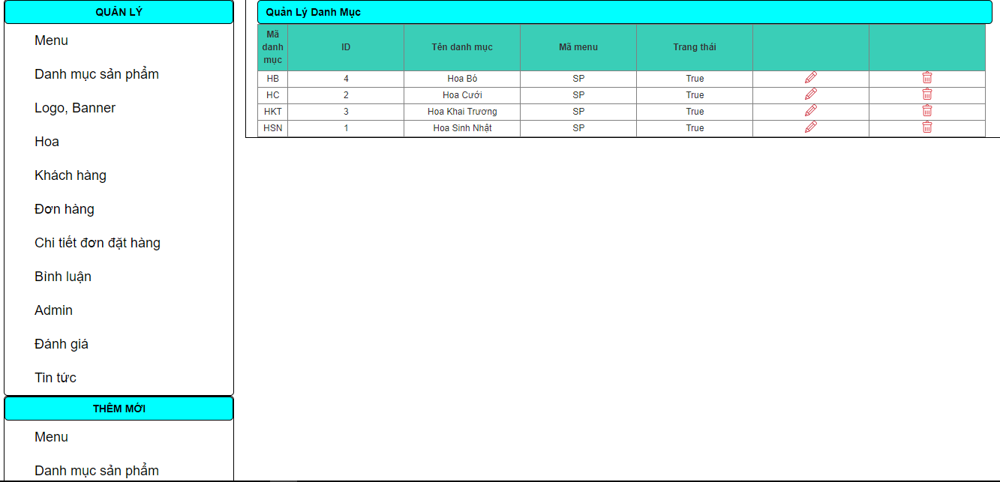 QUẢN LÝ
Menu
Danh mục sản phẩm
Logo, Banner
Hoa
Khách hàng
Đơn hàng
Chi tiết đơn đặt hàng
Bình luận
Admin
Đánh giá
Tin tức
THÊM MỚI
Menu
Danh mục sản phẩm
Quản Lý Danh Mục
Mã danh mục ID Tên danh mục Mã menu Trang thái
HB 4 Hoa Bó SP True
HC 2 Hoa Cưới SP True
HKT 3 Hoa Khai Trương SP True
HSN 1 Hoa Sinh Nhật SP True